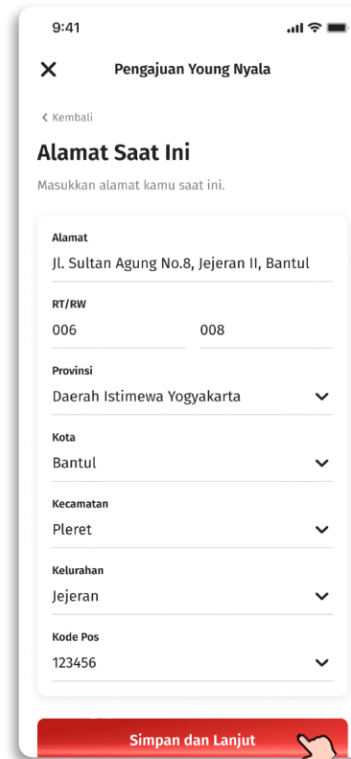 9:41
Pengajuan Young Nyala
Kembali
Alamat Saat Ini
Masukkan alamat kamu saat ini.
Alamat
Jl. Sultan Agung No.8, Jejeran II, Bantul
RT/RW
006 008
Provinsi
Daerah Istimewa Yogyakarta
Kota
Bantul
Kecamatan
Pleret
Kelurahan
Jejeran
Kode Pos
123456
Simpan dan Lanjut